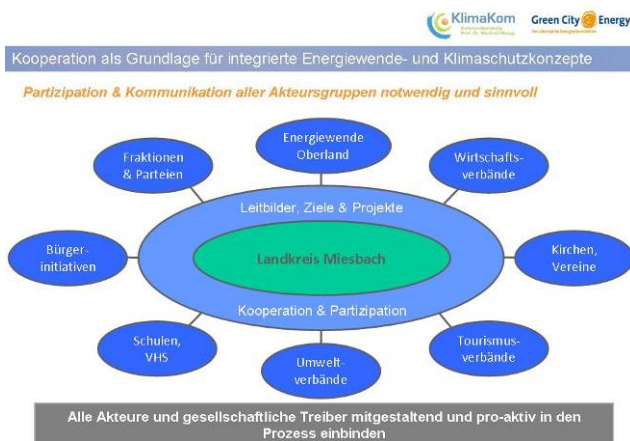 KlimaKom
Green City Energy
Kooperation als Grundlage für integrierte Energiewende- und Klimaschutzkonzepte
Partizipation & Kommunikation aller Akteursgruppen notwendig und sinnvoll
Energiewende
Oberland
Fraktionen
& Parteien
Wirtschafts-
verbände
Leitbilder, Ziele & Projekte
Bürger-
initiativen
Landkreis Miesbach
Kirchen,
Vereine
Kooperation & Partizipation
Schulen,
VHS
Umwelt-
verbände
Tourismus-
verbände
Alle Akteure und gesellschaftliche Treiber mitgestaltend und pro-aktiv in den
Prozess einbinden